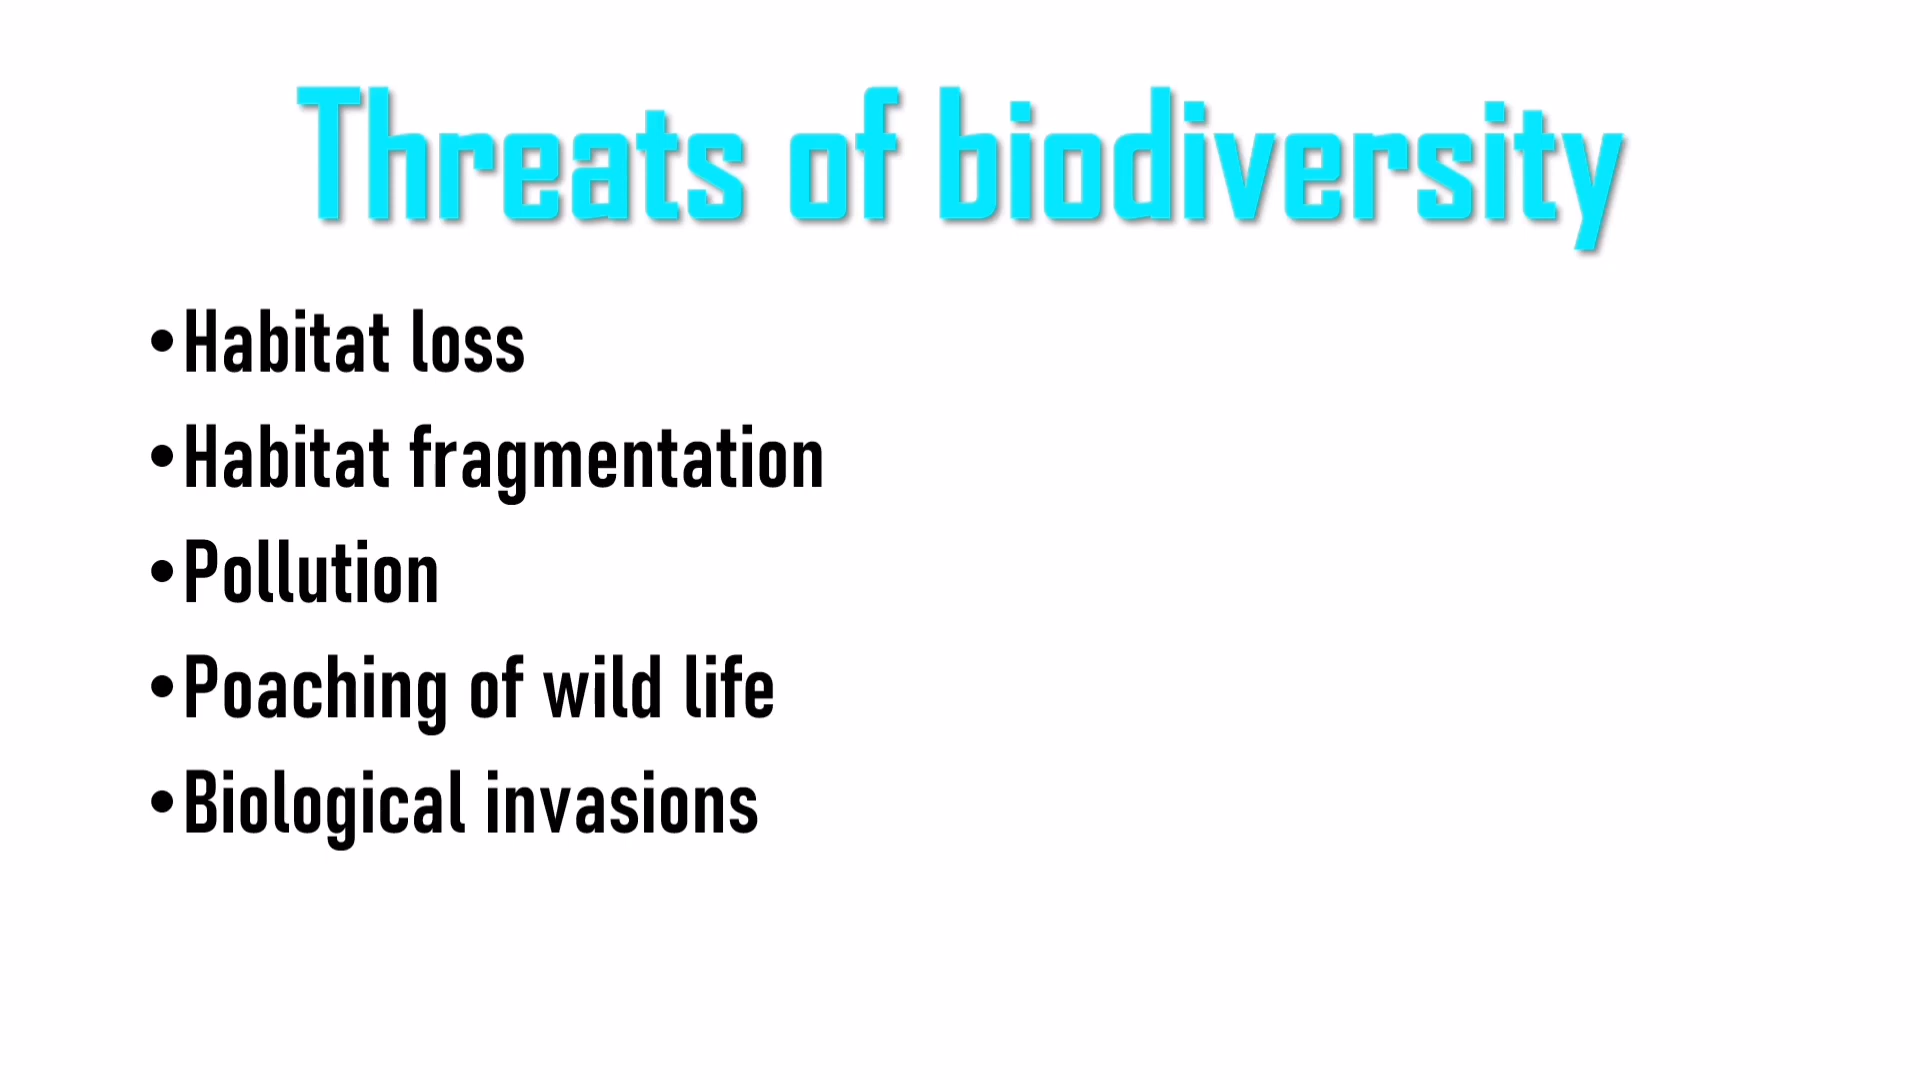 Threats of biodiversity
•Habitat loss
•Habitat fragmentation
•Pollution
•Poaching of wild life
•Biological invasions